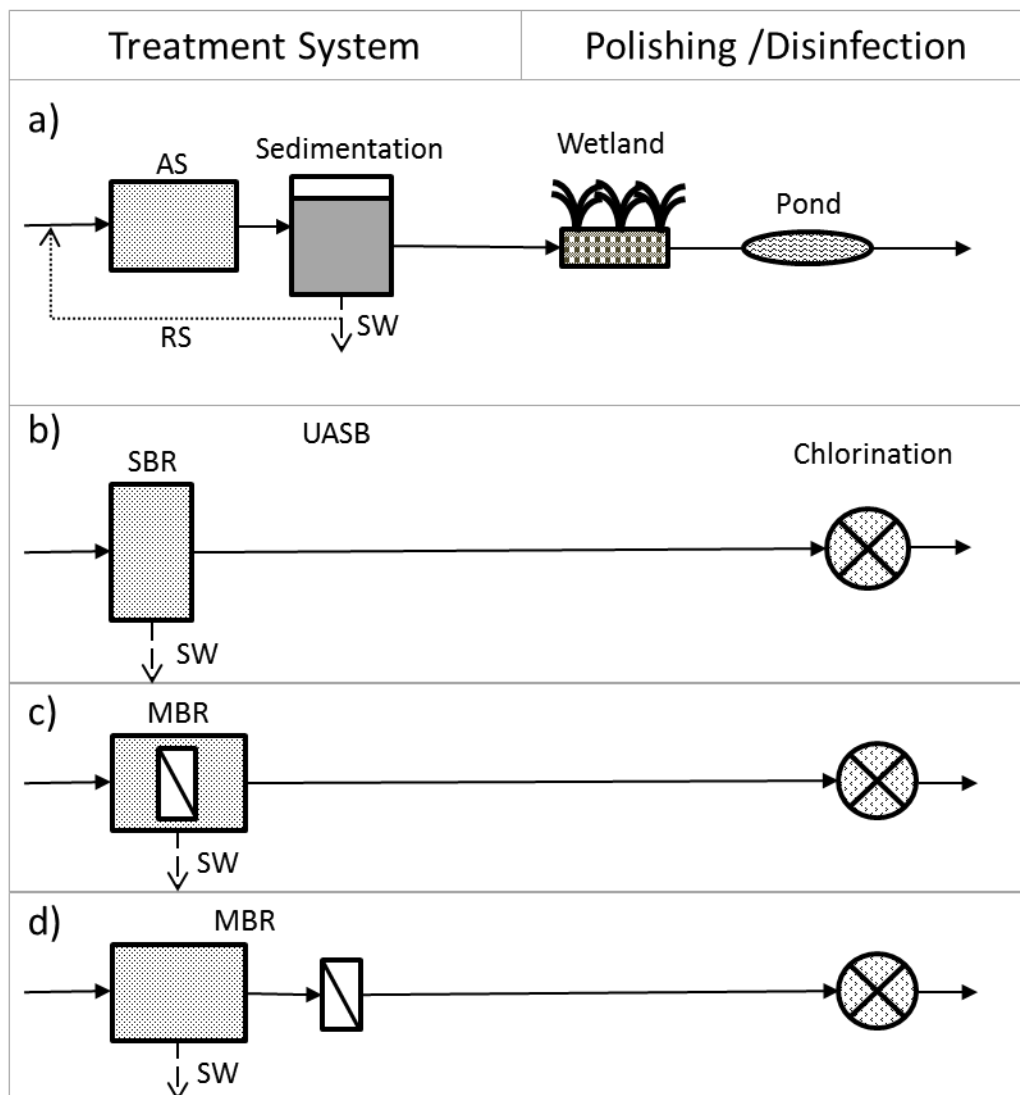 Treatment System
Polishing /Disinfection
a)
AS
Sedimentation
Wetland
Pond
RS
SW
b)
UASB
SBR
Chlorination
SW
c)
MBR
SW
d)
MBR
SW